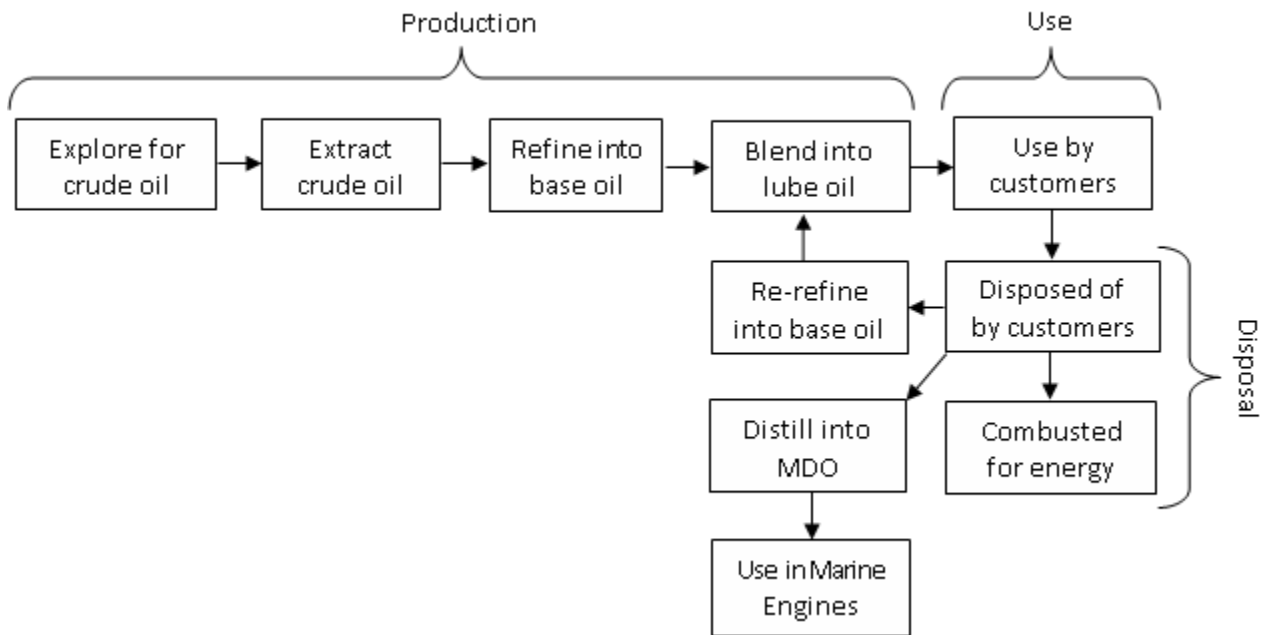 Production
Use
Explore for
crude oil
Extract
crude oil
Refine into
base oil
Blend into
lube oil
Use by
customers
Re-refine
into base oil
Disposed of
by customers
Disposal
Distill into
MDO
Combusted
for energy
Use in Marine
Engines